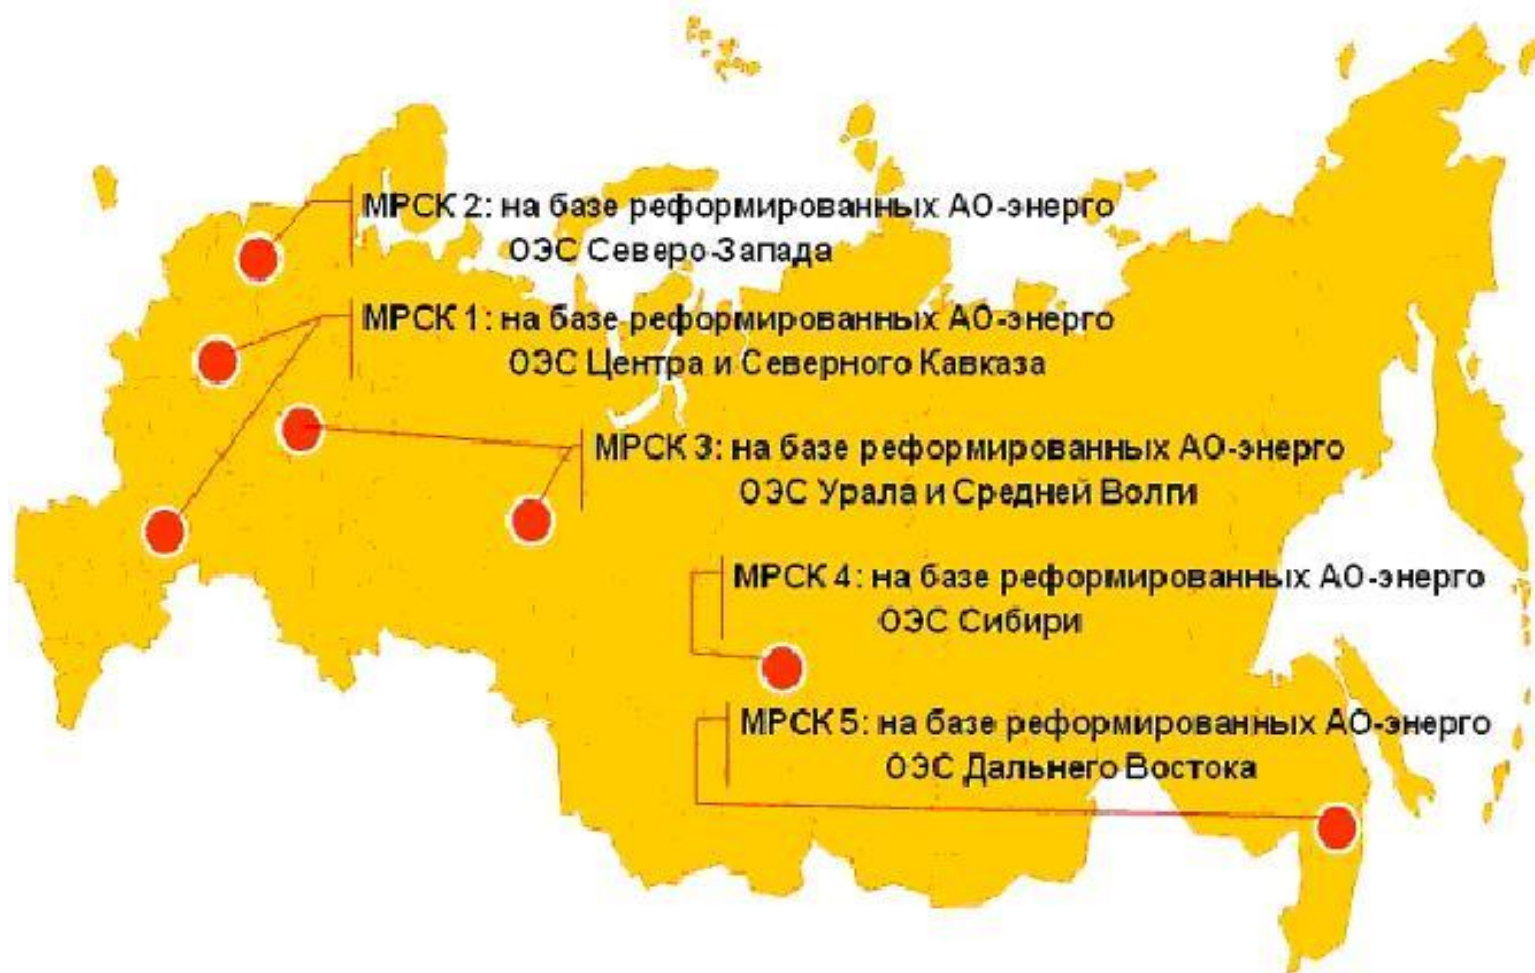 МРСК 2: на базе реформированных АО-энерго
ОЭС Северо-Запада
МРСК 1: на базе реформированных АО-энерго
ОЭС Центра и Северного Кавказа
МРСК 3: на базе реформированных АО-энерго
ОЭС Урала и Средней Волги
МРСК 4: на базе реформированных АО-энерго
ОЭС Сибири
МРСК 5: на базе реформированных АО-энерго
ОЭС Дальнего Востока